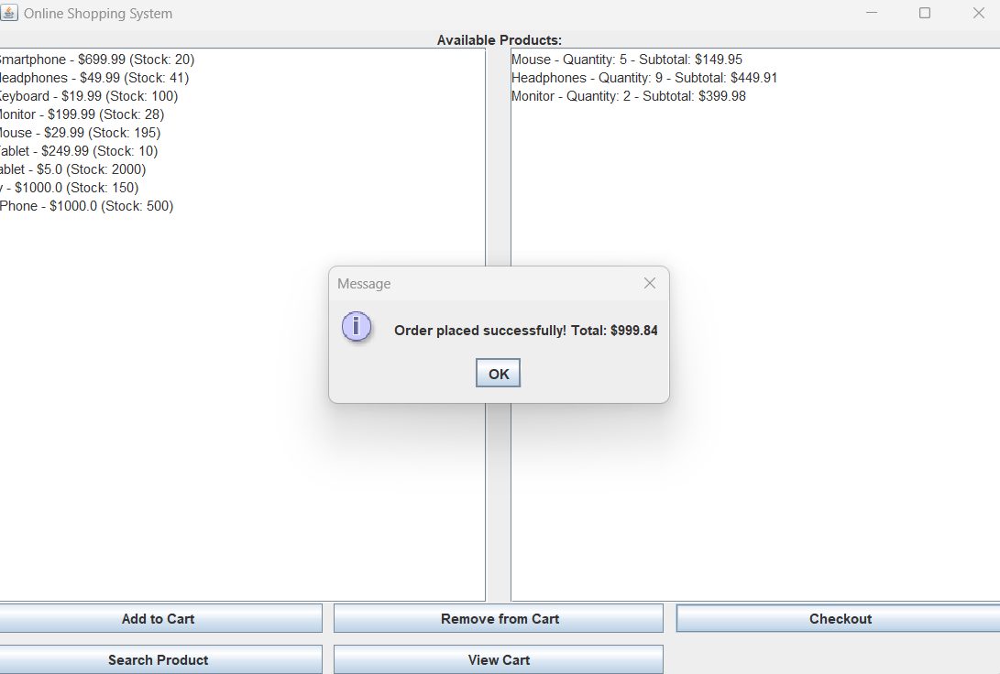 Online Shopping System
Available Products:
Smartphone - $699.99 (Stock: 20)
Headphones - $49.99 (Stock: 41)
Keyboard - $19.99 (Stock: 100)
Monitor - $199.99 (Stock: 28)
Mouse - $29.99 (Stock: 195)
Tablet - $249.99 (Stock: 10)
ablet - $5.0 (Stock: 2000)
- $1000.0 (Stock: 150)
Phone - $1000.0 (Stock: 500)
Mouse - Quantity: 5 - Subtotal: $149.95
Headphones - Quantity: 9 - Subtotal: $449.91
Monitor - Quantity: 2 - Subtotal: $399.98
Message
Order placed successfully! Total: $999.84
OK
Add to Cart
Remove from Cart
Checkout
Search Product
View Cart